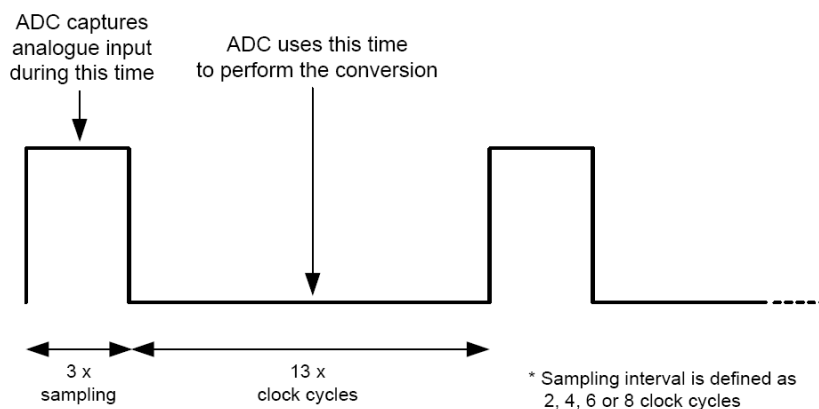 ADC captures
analogue input
during this time
ADC uses this time
to perform the conversion
3 x
sampling
13 x
clock cycles
* Sampling interval is defined as
2, 4, 6 or 8 clock cycles